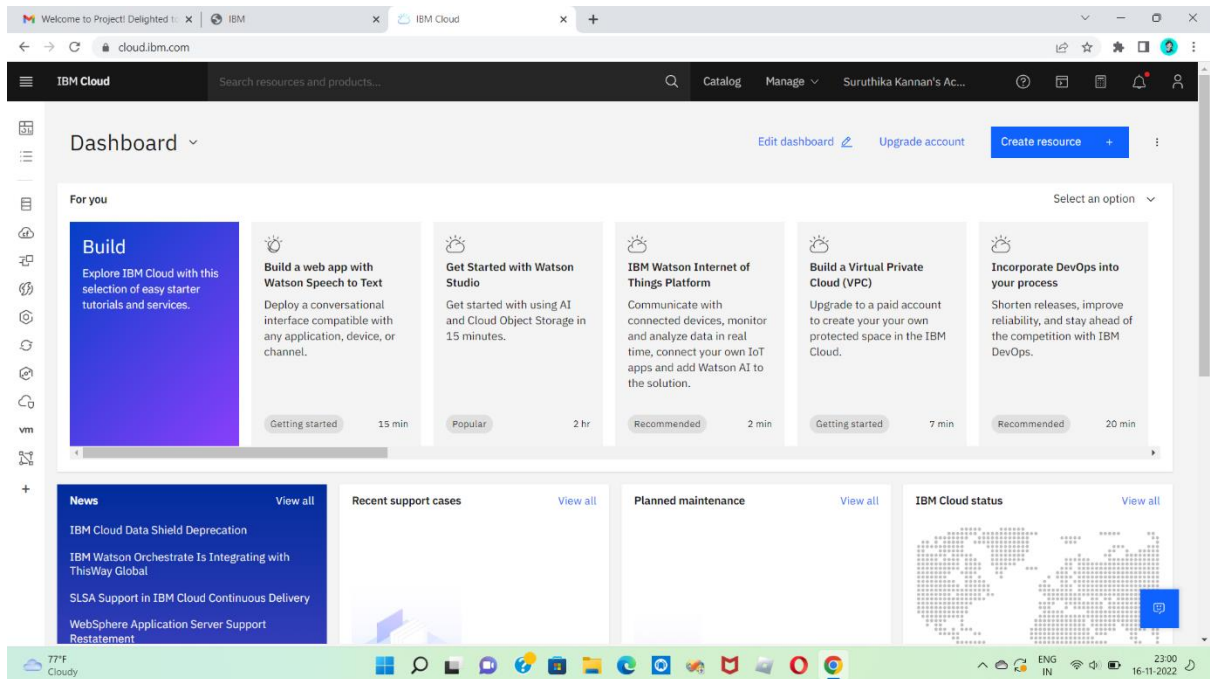 Welcome to Project! Delighted to
IBM
IBM Cloud
cloud.ibm.com
IBM Cloud
Search resources and products...
Catalog
Manage
Suruthika Kannan's Ac...
Dashboard
Edit dashboard
Upgrade account
Create resource +
For you
Select an option
Build
Explore IBM Cloud with this
selection of easy starter
tutorials and services.
Build a web app with
Watson Speech to Text
Deploy a conversational
interface compatible with
any application, device, or
channel.
Getting started 15 min
Get Started with Watson
Studio
Get started with using AI
and Cloud Object Storage in
15 minutes.
Popular 2 hr
IBM Watson Internet of
Things Platform
Communicate with
connected devices, monitor
and analyze data in real
time, connect your own IoT
apps and add Watson AI to
the solution.
Recommended 2 min
Build a Virtual Private
Cloud (VPC)
Upgrade to a paid account
to create your your own
protected space in the IBM
Cloud.
Getting started 7 min
Incorporate DevOps into
your process
Shorten releases, improve
reliability, and stay ahead of
the competition with IBM
DevOps.
Recommended 20 min
vm
News View all
IBM Cloud Data Shield Deprecation
IBM Watson Orchestrate Is Integrating with
ThisWay Global
SLSA Support in IBM Cloud Continuous Delivery
WebSphere Application Server Support
Restatement
Recent support cases View all
Planned maintenance View all
IBM Cloud status View all
77°F
Cloudy
ENG
IN
23:00
16-11-2022